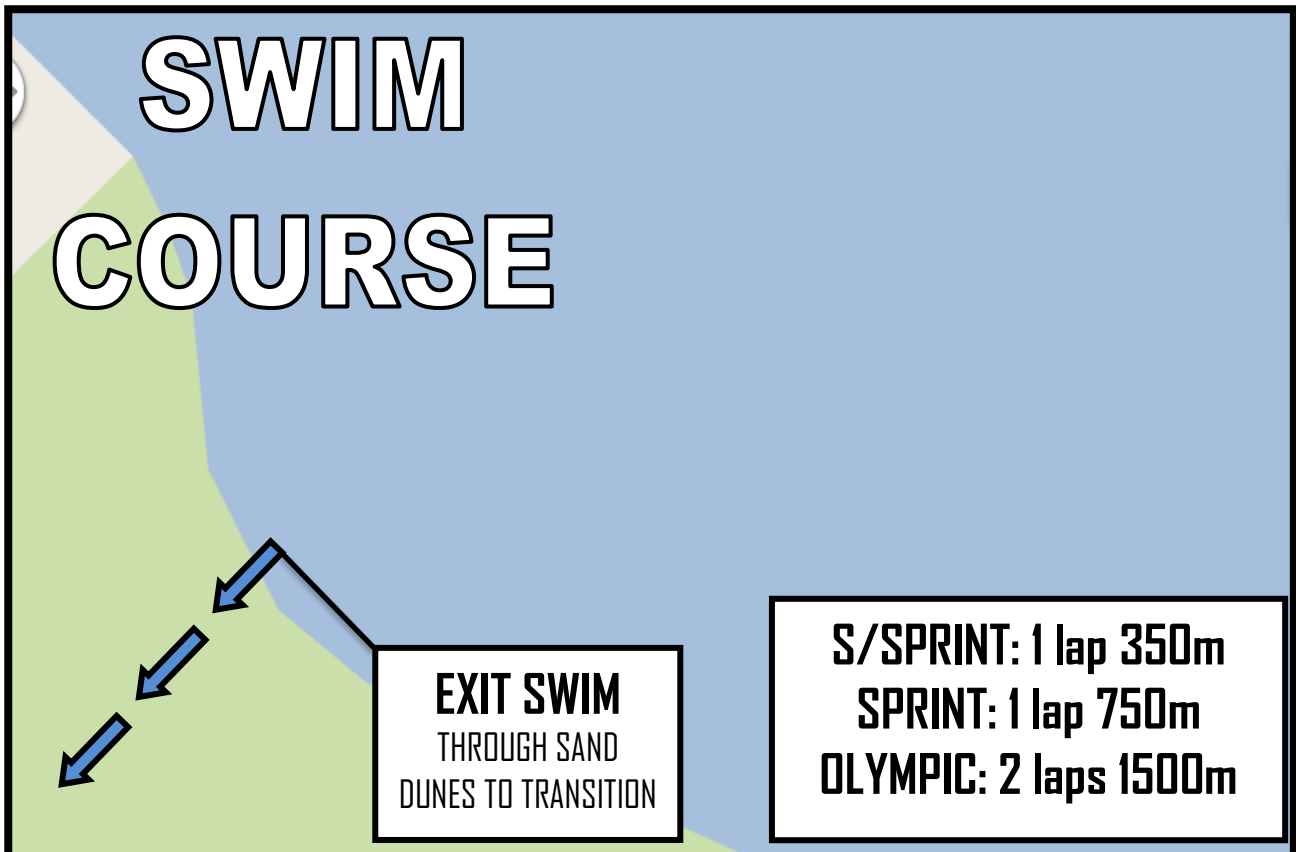 SWIM
COURSE
EXIT SWIM
THROUGH SAND
DUNES TO TRANSITION
S/SPRINT: 1 lap 350m
SPRINT: 1 lap 750m
OLYMPIC: 2 laps 1500m